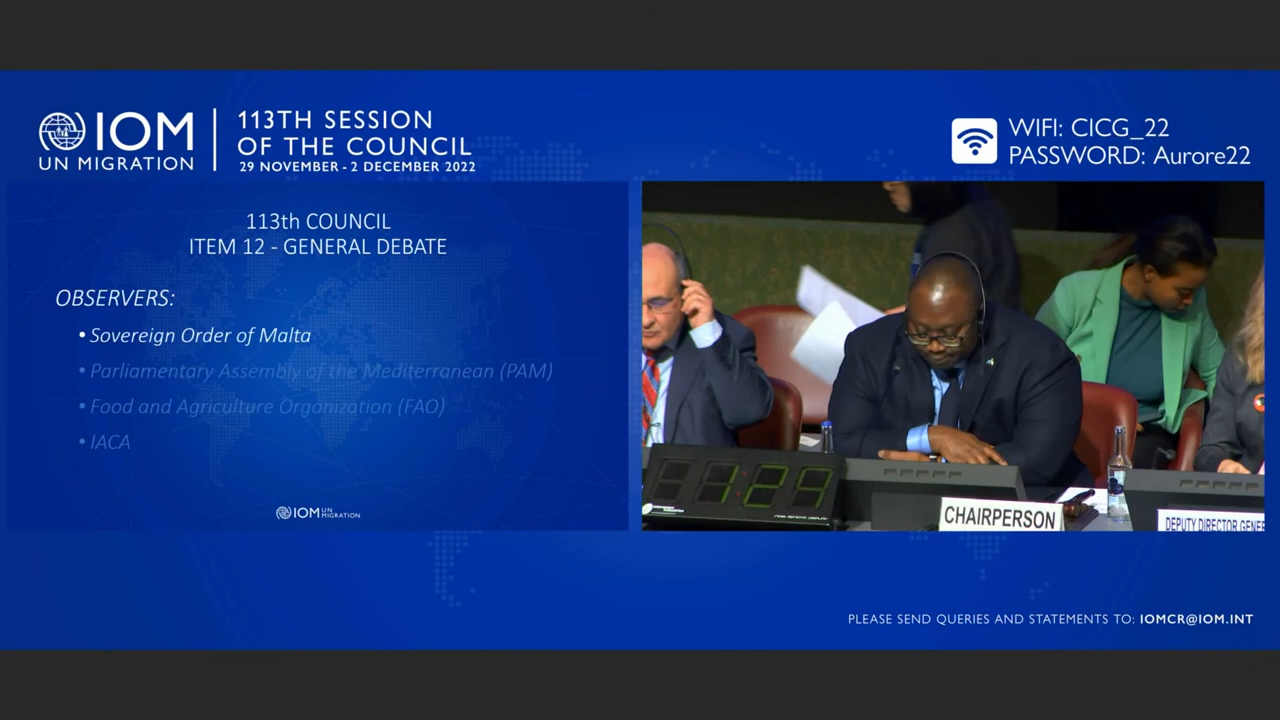 IOM
UN MIGRATION
113TH SESSION
OF THE COUNCIL
29 NOVEMBER - 2 DECEMBER 2022
WIFI: CICG_22
PASSWORD: Aurore22
113th COUNCIL
ITEM 12 - GENERAL DEBATE
OBSERVERS:
• Sovereign Order of Malta
• Parliamentary Assembly of the Mediterranean (PAM)
• Food and Agriculture Organization (FAO)
• IACA
IOM UN MIGRATION
1:29
CHAIRPERSON
DEPUTY DIRECTOR GENE
PLEASE SEND QUERIES AND STATEMENTS TO: IOMCR@IOM.INT